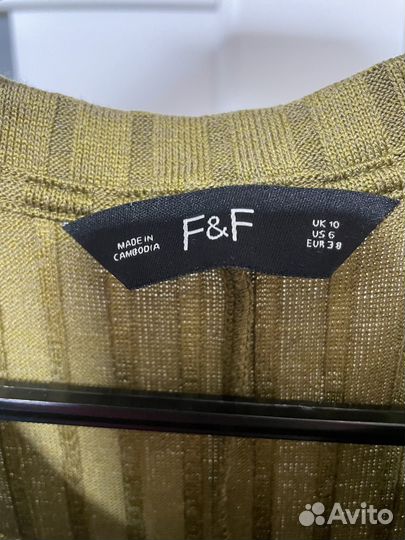 MADE IN
CAMBODIA
F&F
UK 10
US 6
EUR 38
Avito